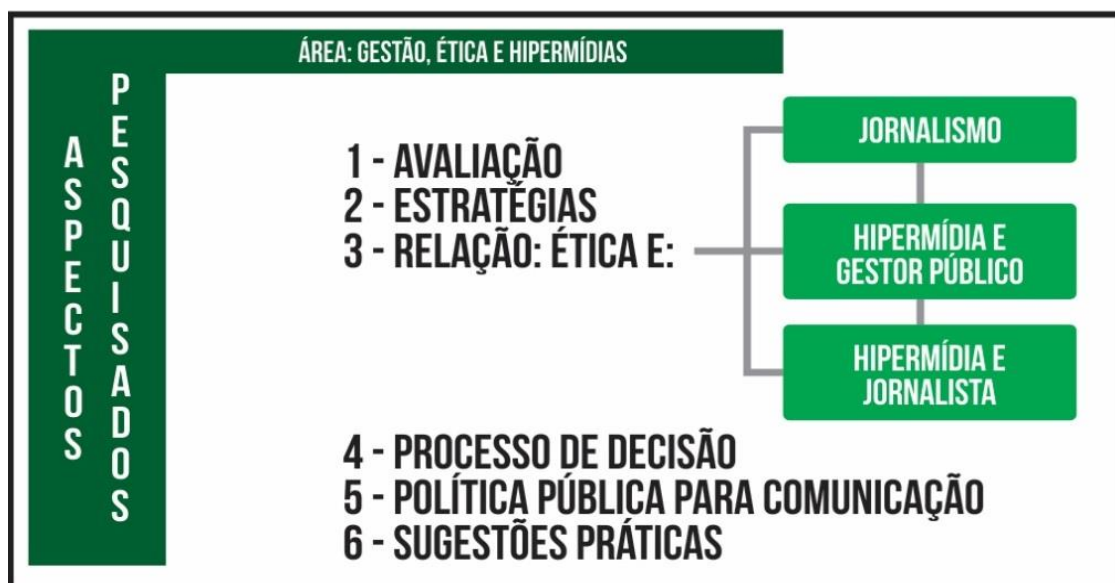 ÁREA: GESTÃO, ÉTICA E HIPERMÍDIAS
ASPECTOS
PESQUISADOS
1 - AVALIAÇÃO
2 - ESTRATÉGIAS
3 - RELAÇÃO: ÉTICA E:
JORNALISMO
HIPERMÍDIA E
GESTOR PÚBLICO
HIPERMÍDIA E
JORNALISTA
4 - PROCESSO DE DECISÃO
5 - POLÍTICA PÚBLICA PARA COMUNICAÇÃO
6 - SUGESTÕES PRÁTICAS